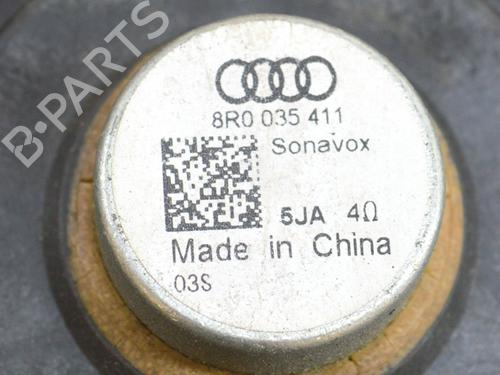 B-PARTS
8R0 035 411
Sonavox
5JA 4Ω
Made in China
03S